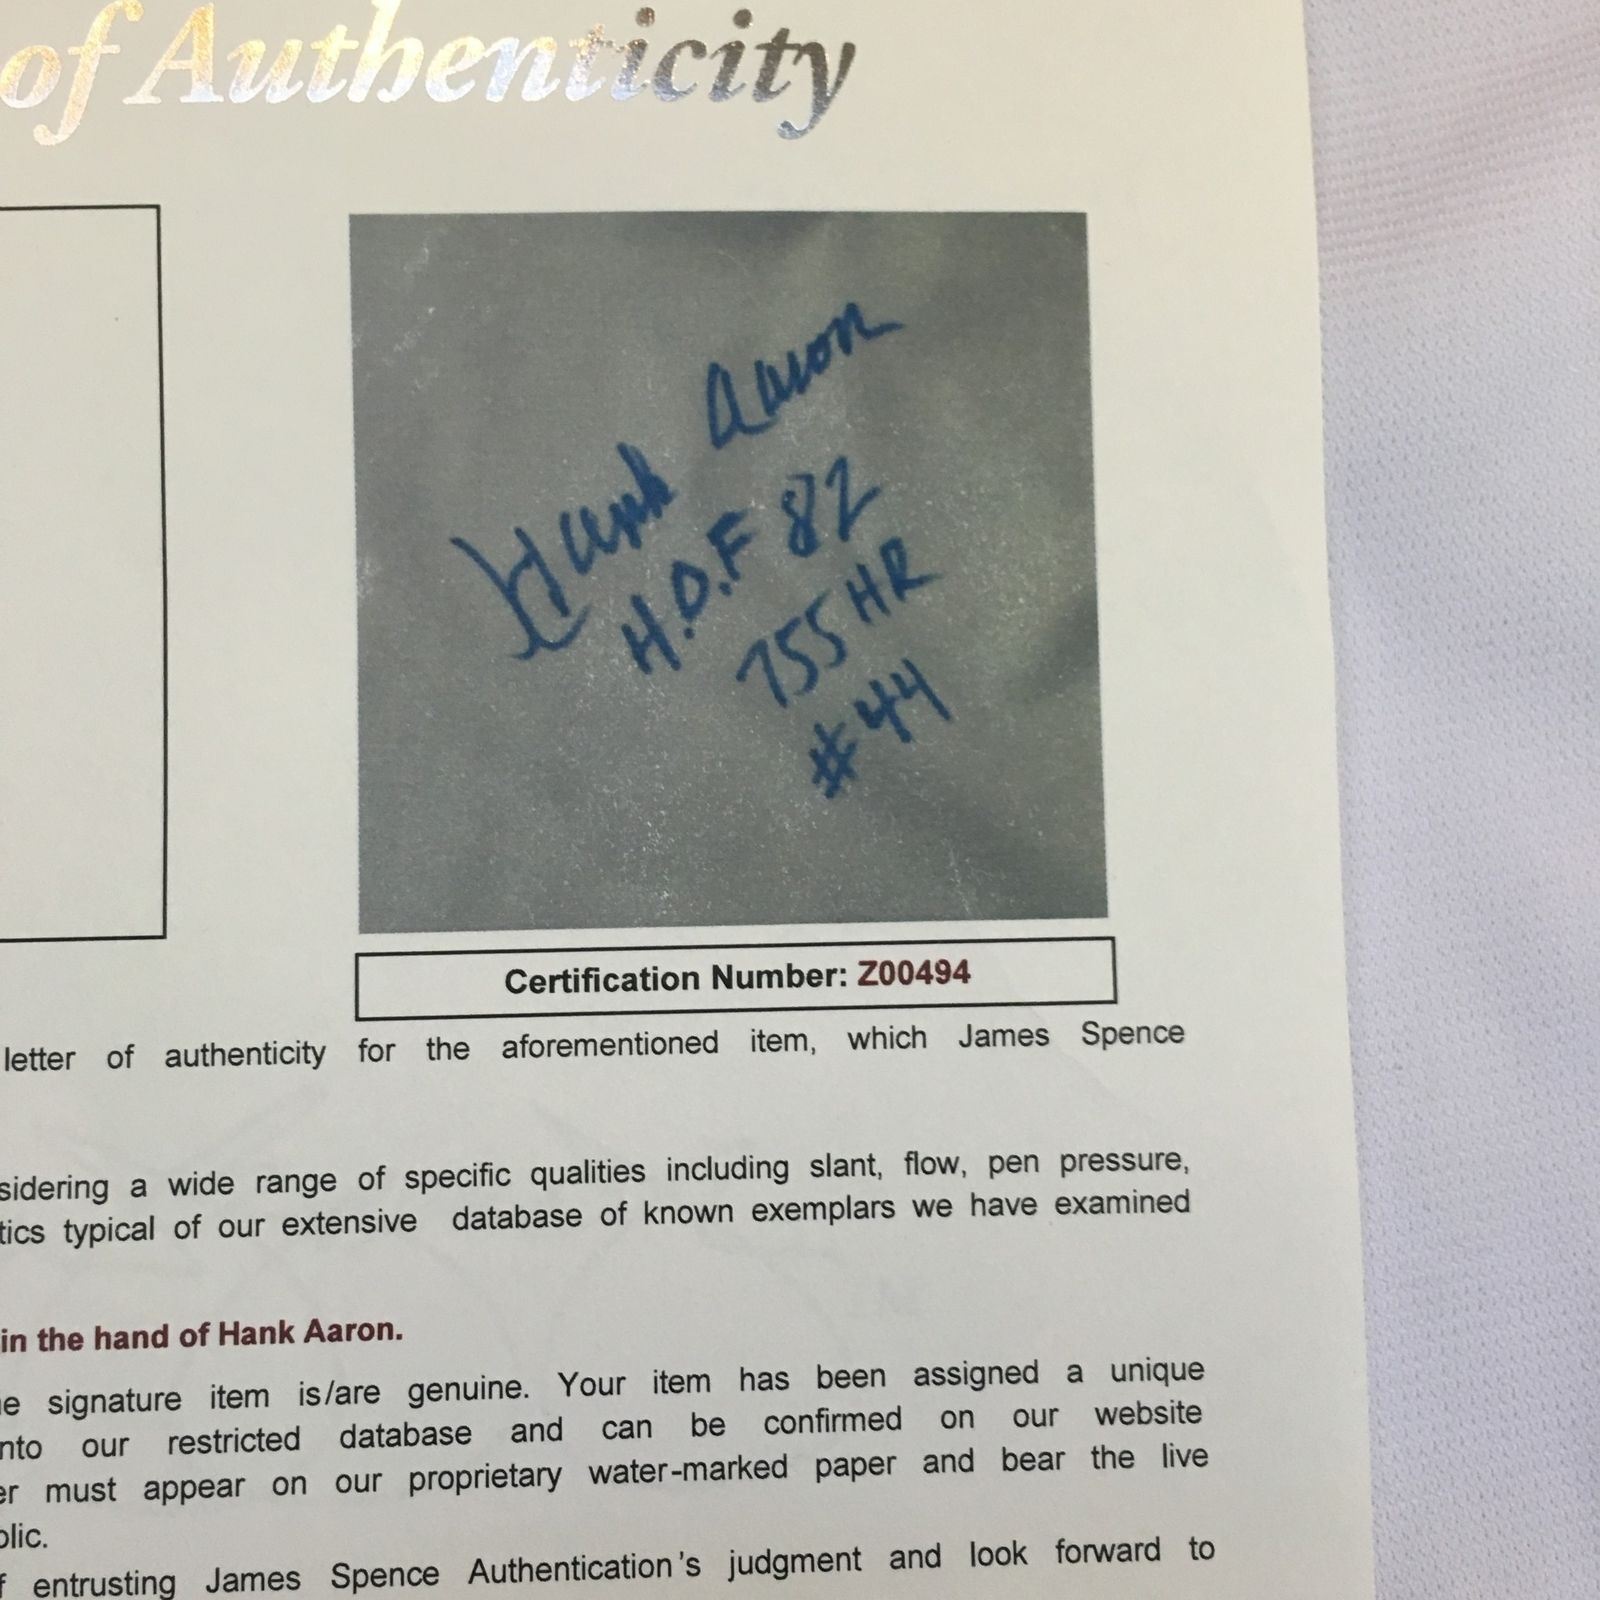 of Authenticity
Hank Aaron
H.O.F 82
755 HR
#44
Certification Number: Z00494
letter of authenticity for the aforementioned item, which James Spence
sidering a wide range of specific qualities including slant, flow, pen pressure,
tics typical of our extensive database of known exemplars we have examined
in the hand of Hank Aaron.
e signature item is/are genuine. Your item has been assigned a unique
nto our restricted database and can be confirmed on our website
er must appear on our proprietary water-marked paper and bear the live
blic.
f entrusting James Spence Authentication's judgment and look forward to